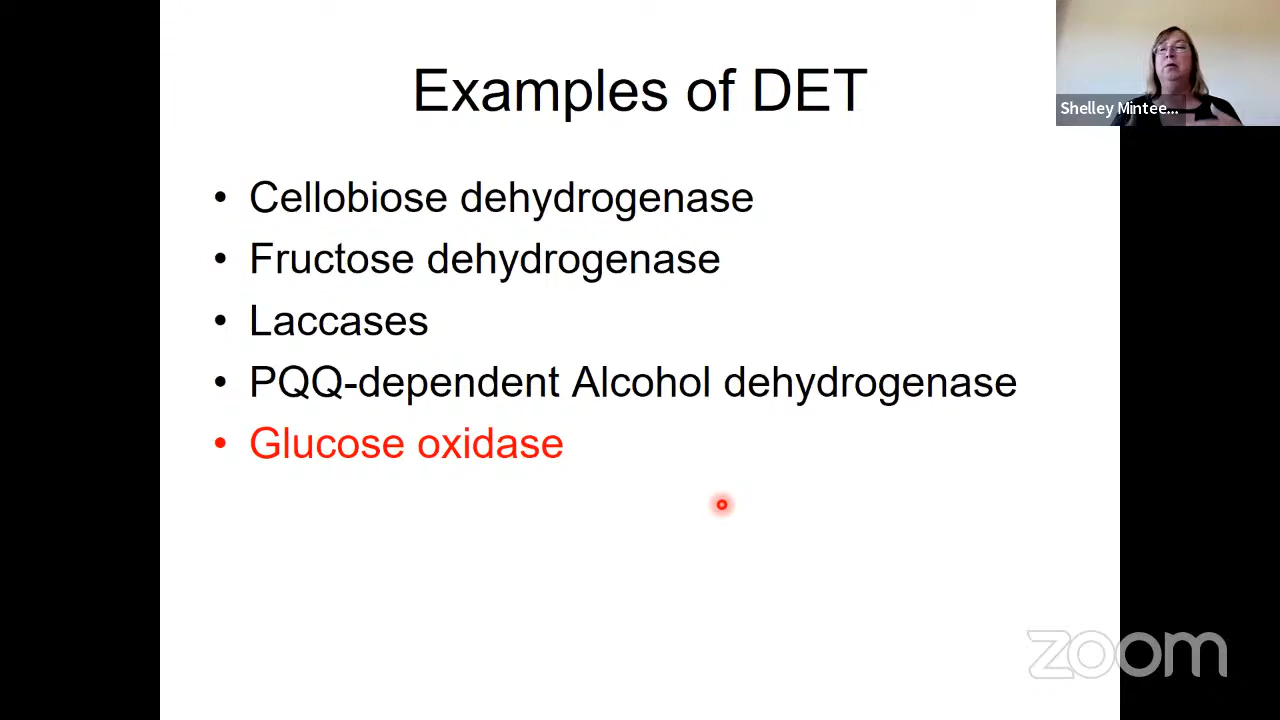 Examples of DET
Shelley Mintee...
• Cellobiose dehydrogenase
• Fructose dehydrogenase
• Laccases
• PQQ-dependent Alcohol dehydrogenase
• Glucose oxidase
zoom